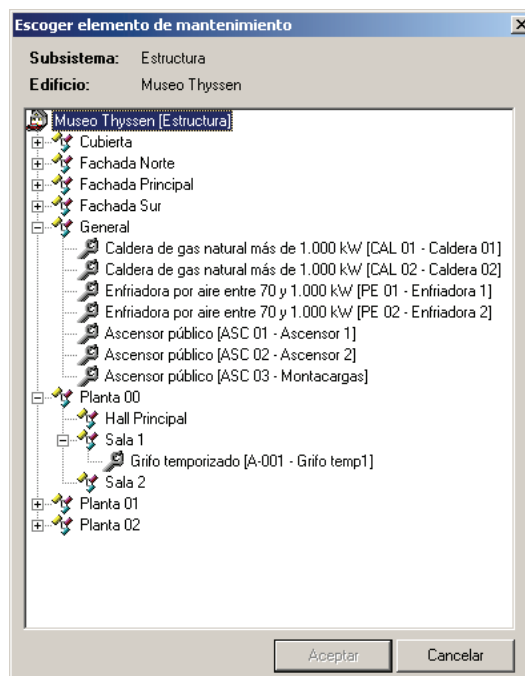 Escoger elemento de mantenimiento
Subsistema: Estructura
Edificio: Museo Thyssen
Museo Thyssen [Estructura]
Cubierta
Fachada Norte
Fachada Principal
Fachada Sur
General
Caldera de gas natural más de 1.000 kW [CAL 01 - Caldera 01]
Caldera de gas natural más de 1.000 kW [CAL 02 - Caldera 02]
Enfriadora por aire entre 70 y 1.000 kW [PE 01 - Enfriadora 1]
Enfriadora por aire entre 70 y 1.000 kW [PE 02 - Enfriadora 2]
Ascensor público [ASC 01 - Ascensor 1]
Ascensor público [ASC 02 - Ascensor 2]
Ascensor público [ASC 03 - Montacargas]
Planta 00
Hall Principal
Sala 1
Grifo temporizado [A-001 - Grifo temp1]
Sala 2
Planta 01
Planta 02
Aceptar Cancelar